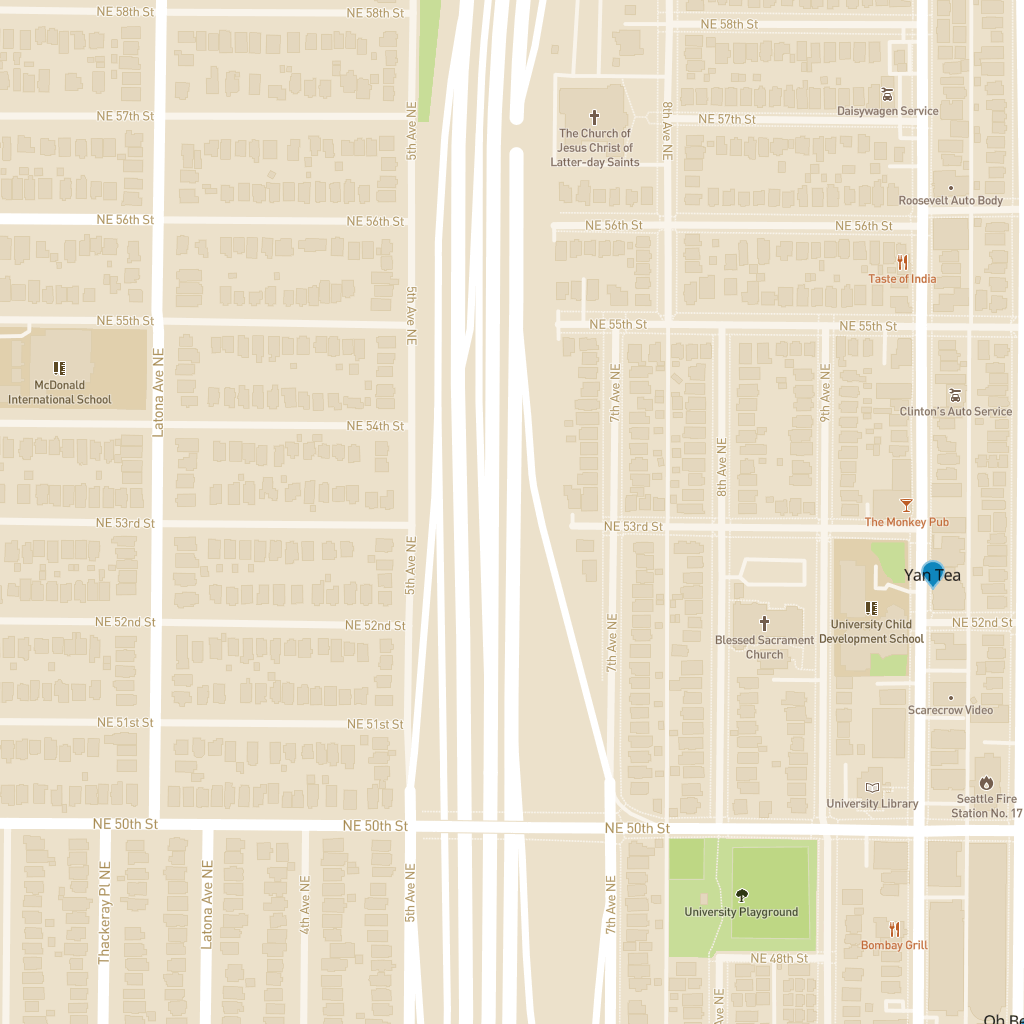 NE 58th St
NE 58th St
NE 58th St
Daisywagen Service
NE 57th St
5th Ave NE
The Church of
Jesus Christ of
Latter-day Saints
8th Ave NE
NE 57th St
Roosevelt Auto Body
NE 56th St
NE 56th St
NE 56th St
NE 56th St
Taste of India
5th Ave NE
NE 55th St
NE 55th St
NE 55th St
McDonald
International School
Latona Ave NE
7th Ave NE
9th Ave NE
Clinton's Auto Service
NE 54th St
8th Ave NE
The Monkey Pub
NE 53rd St
NE 53rd St
5th Ave NE
Yan Tea
NE 52nd St
NE 52nd St
NE 52nd St
University Child
Development School
Blessed Sacrament
Church
7th Ave NE
NE 51st St
NE 51st St
Scarecrow Video
University Library
Seattle Fire
Station No. 17
NE 50th St
NE 50th St
NE 50th St
Thackeray Pl NE
Latona Ave NE
4th Ave NE
5th Ave NE
7th Ave NE
University Playground
Bombay Grill
NE 48th St
Ave NE
Oh Be